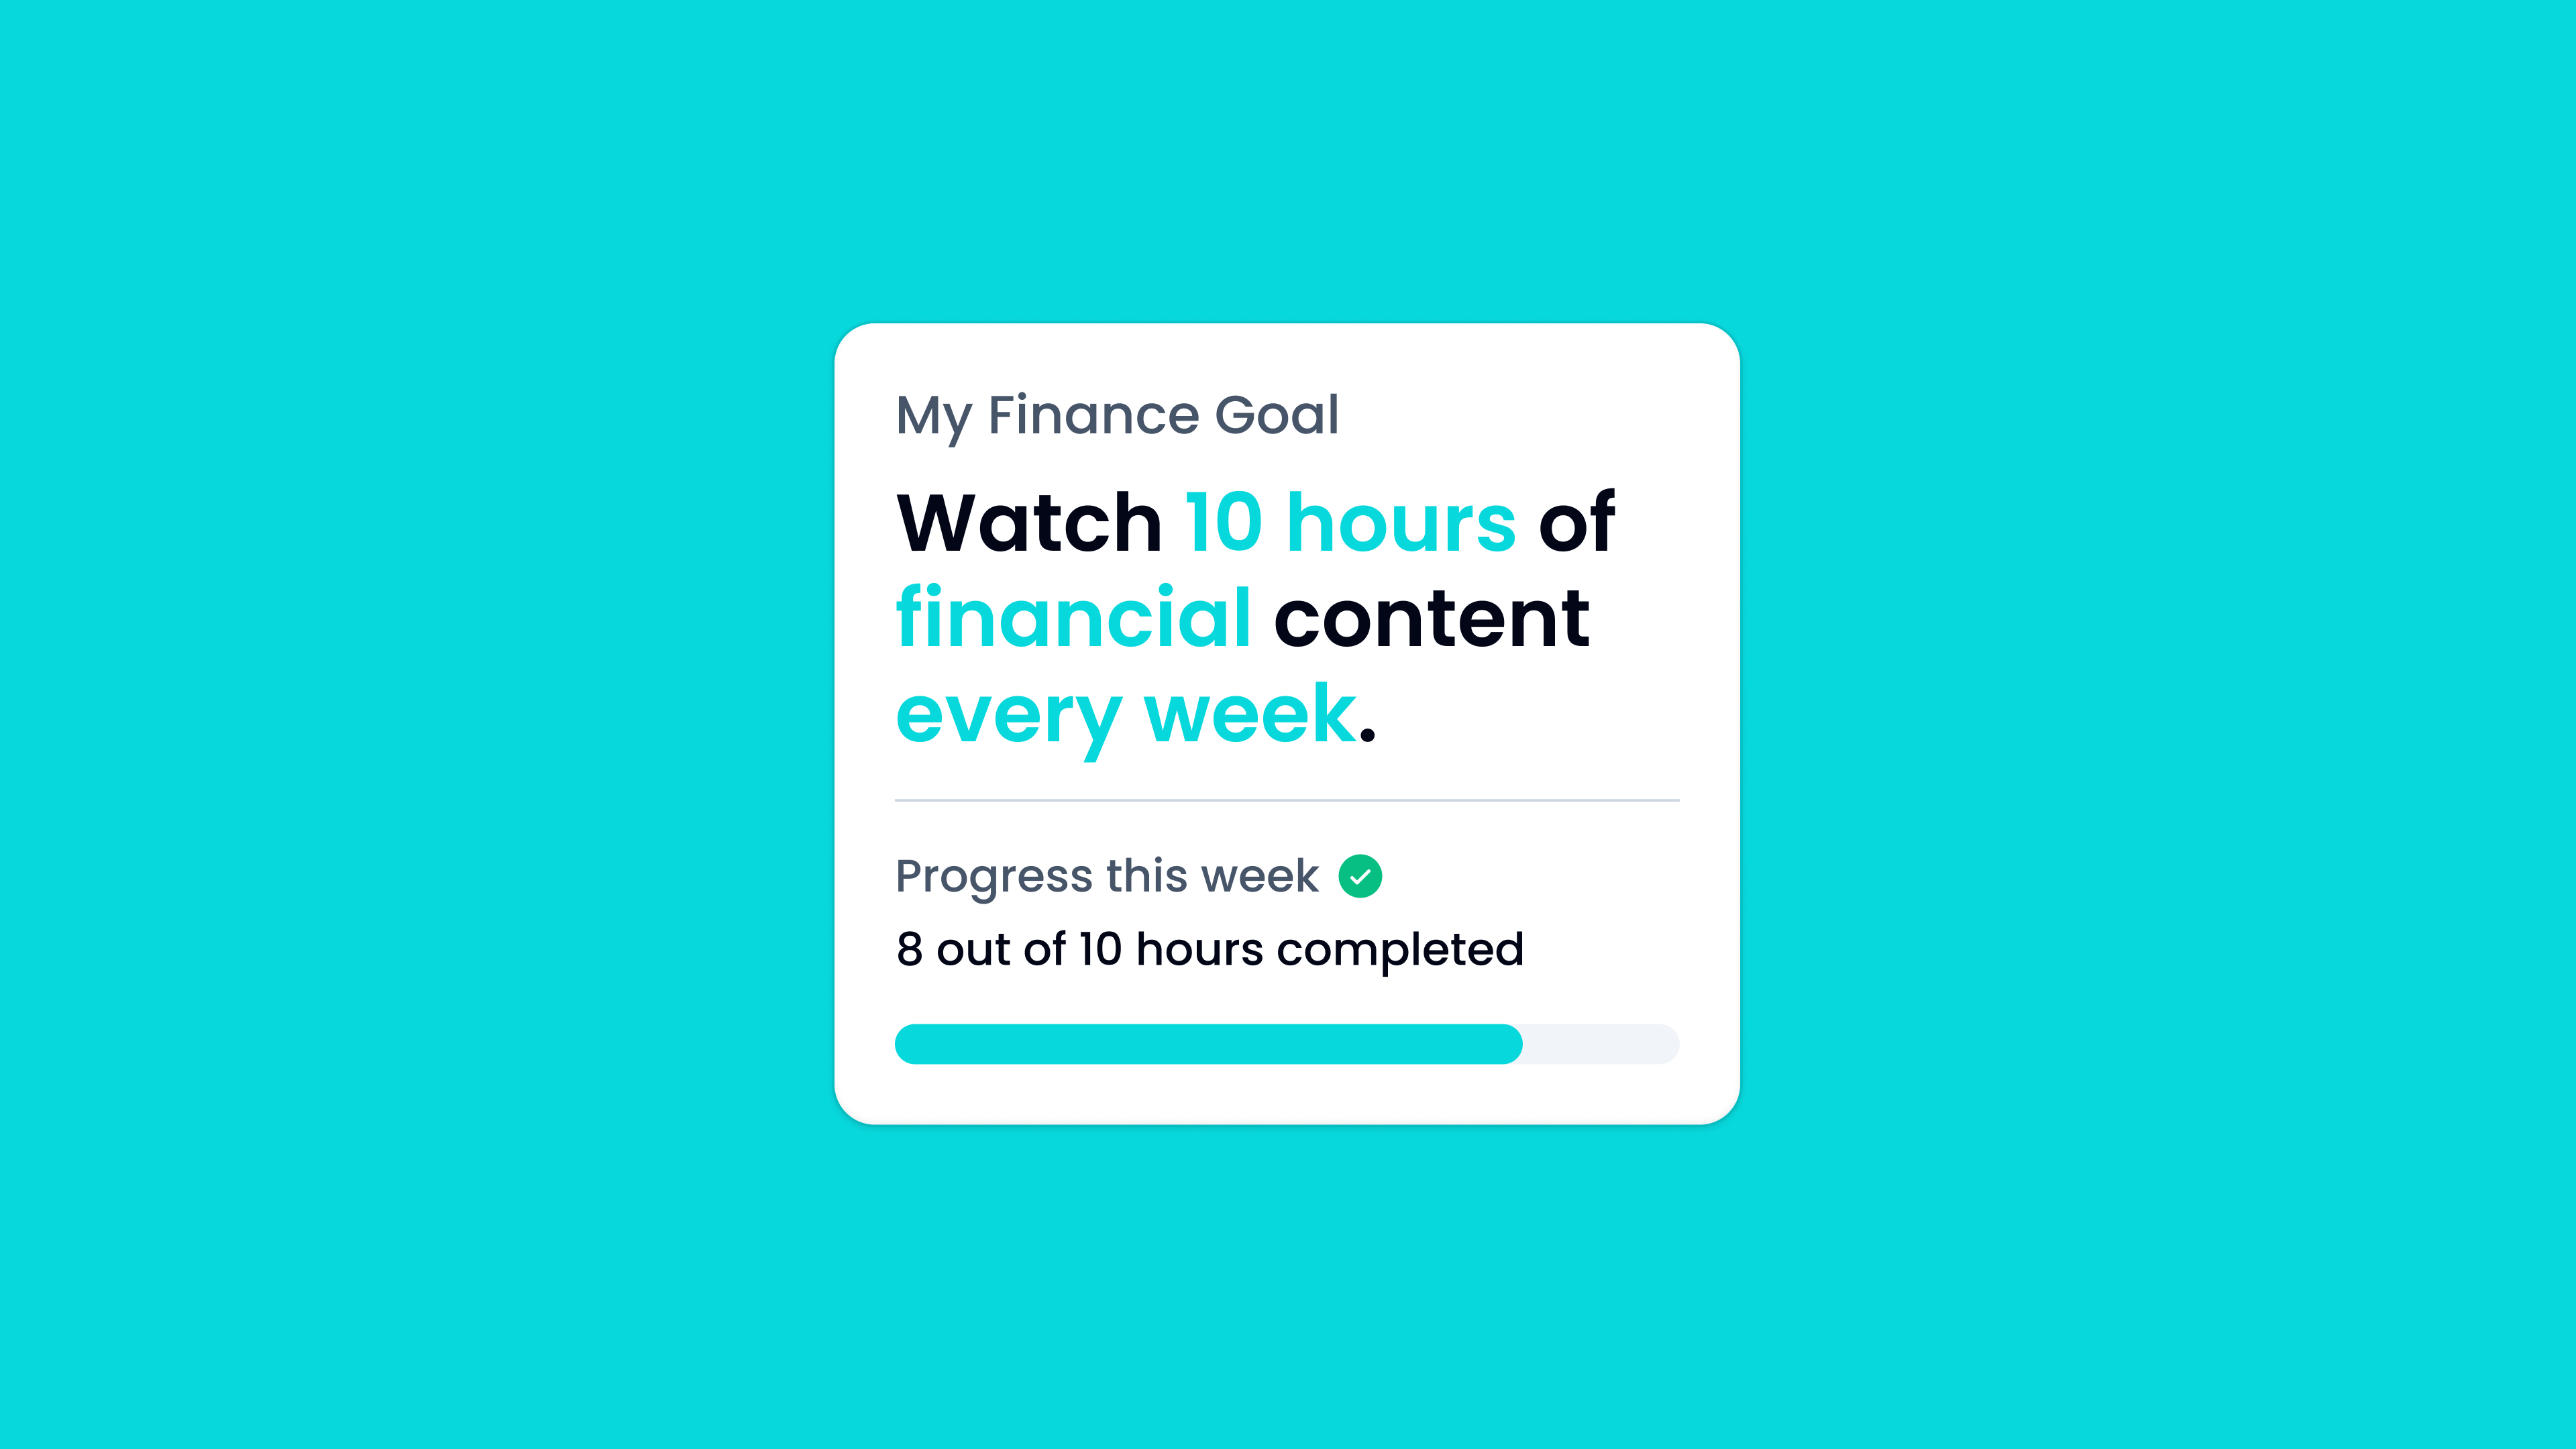 My Finance Goal
Watch 10 hours of
financial content
every week.
Progress this week
8 out of 10 hours completed